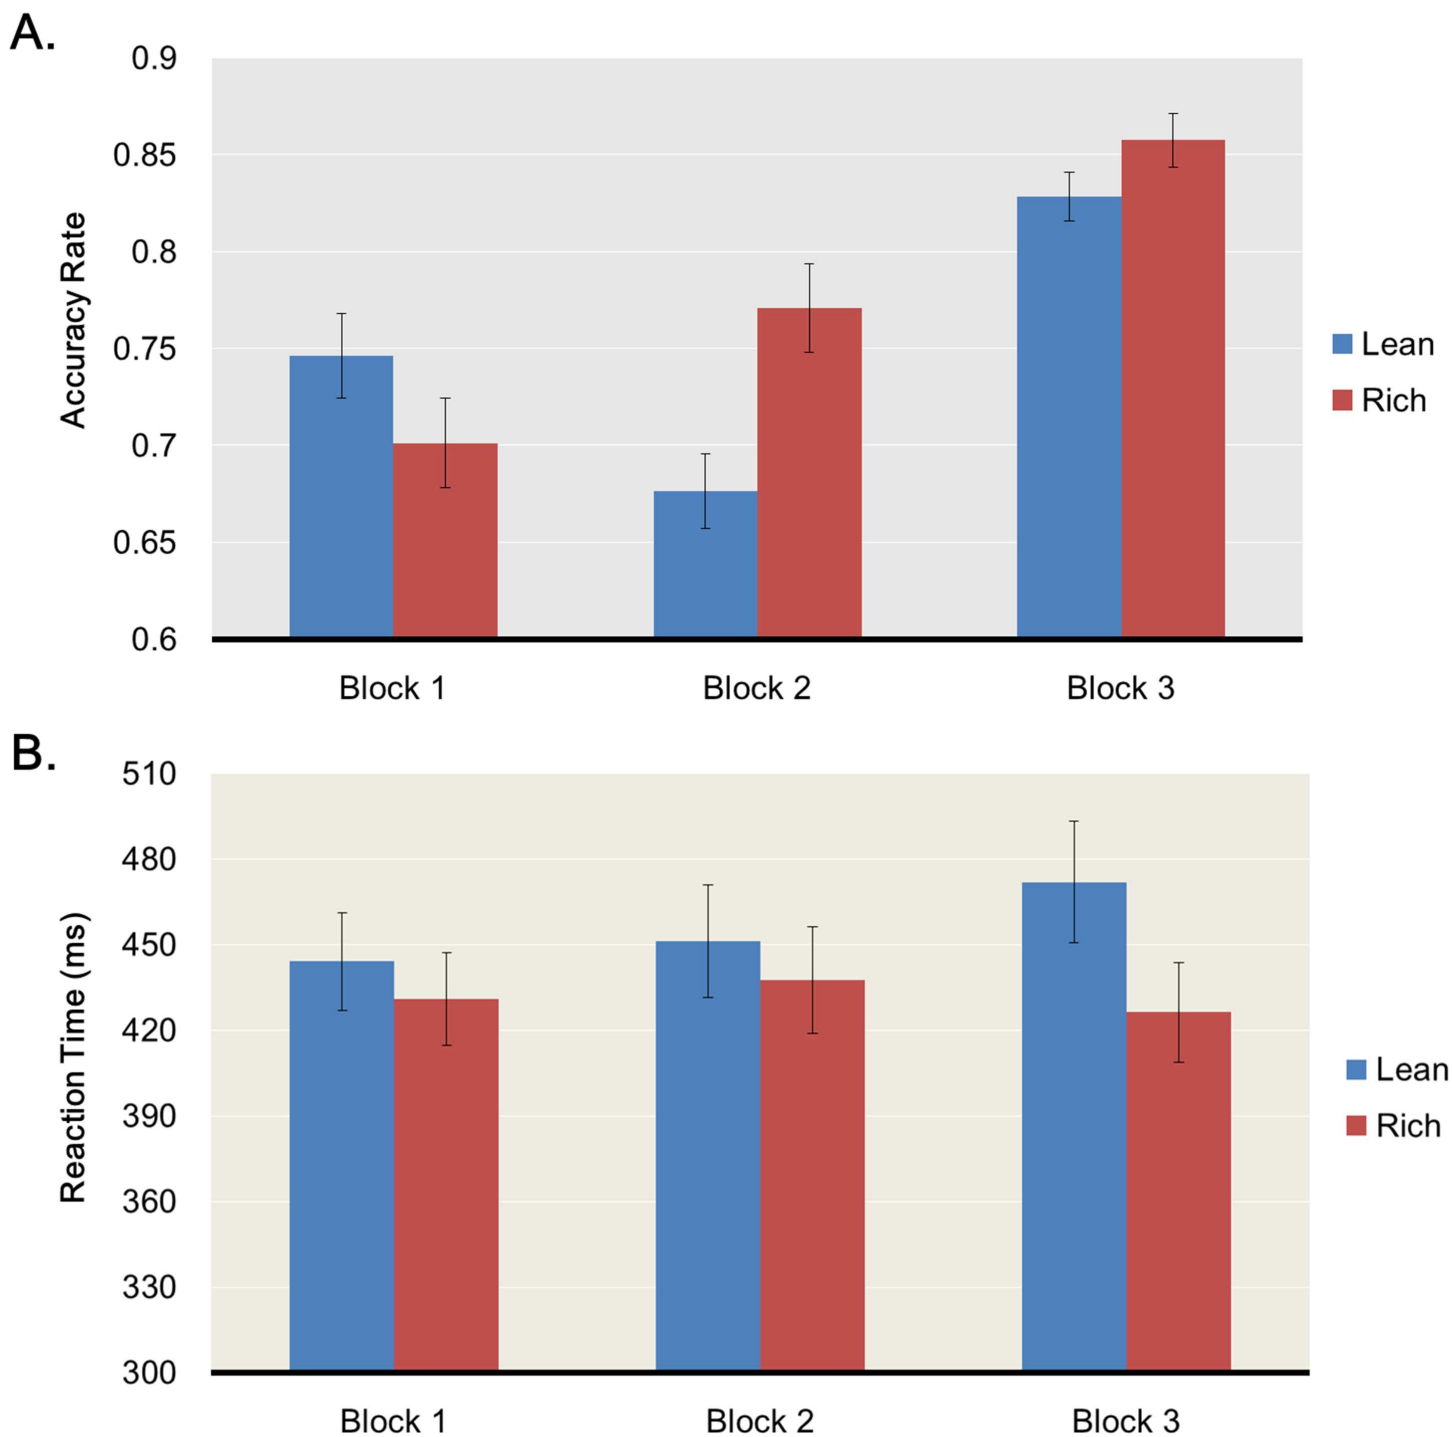 A.
0.9
0.85
0.8
0.75
0.7
0.65
0.6
Accuracy Rate
Block 1
Block 2
Block 3
Lean
Rich
B.
510
480
450
420
390
360
330
300
Reaction Time (ms)
Block 1
Block 2
Block 3
Lean
Rich